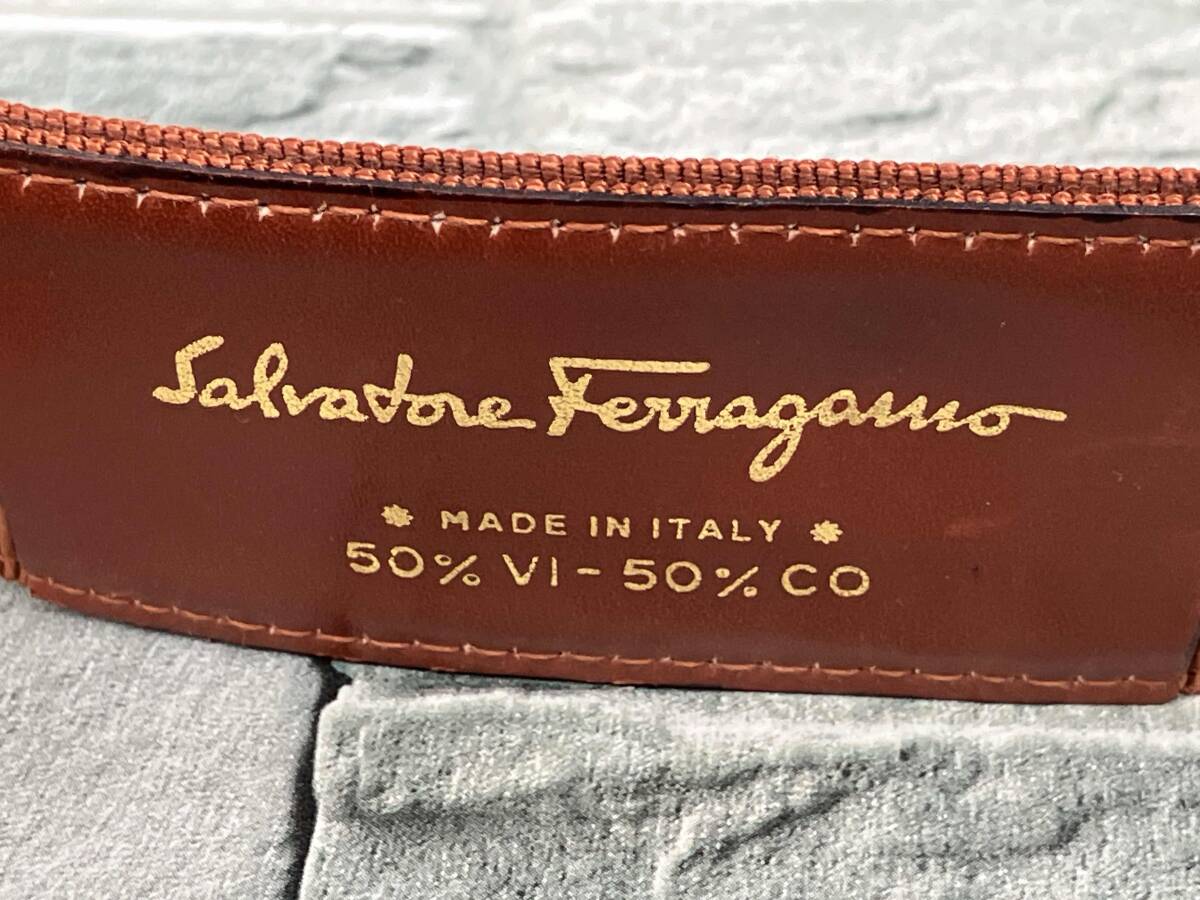 Salvatore Ferragamo
* MADE IN ITALY *
50% VI - 50% CO